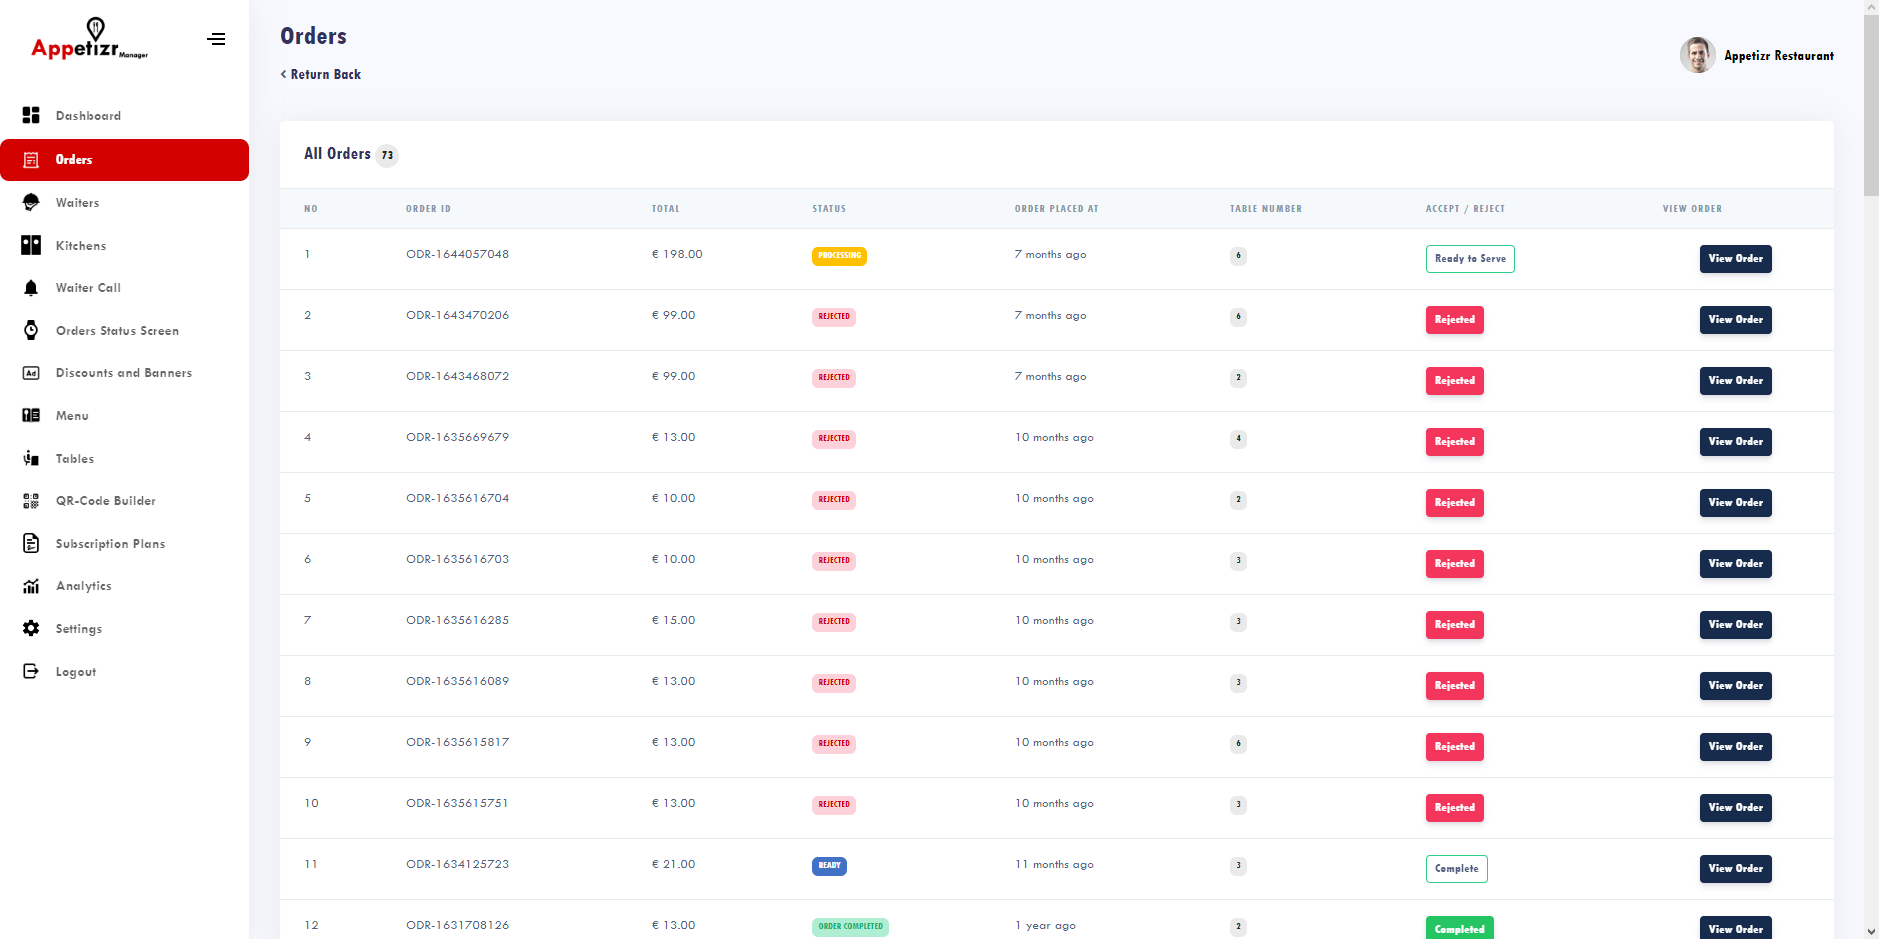 Appetizr Manager
Orders
< Return Back
Appetizr Restaurant
Dashboard
Orders
Waiters
Kitchens
Waiter Call
Orders Status Screen
Ad Discounts and Banners
Menu
Tables
QR-Code Builder
Subscription Plans
Analytics
Settings
Logout
All Orders 73
NO ORDER ID TOTAL STATUS ORDER PLACED AT TABLE NUMBER ACCEPT / REJECT VIEW ORDER
1 ODR-1644057048 € 198.00 PROCESSING 7 months ago 6 Ready to Serve View Order
2 ODR-1643470206 € 99.00 REJECTED 7 months ago 6 Rejected View Order
3 ODR-1643468072 € 99.00 REJECTED 7 months ago 2 Rejected View Order
4 ODR-1635669679 € 13.00 REJECTED 10 months ago 4 Rejected View Order
5 ODR-1635616704 € 10.00 REJECTED 10 months ago 2 Rejected View Order
6 ODR-1635616703 € 10.00 REJECTED 10 months ago 3 Rejected View Order
7 ODR-1635616285 € 15.00 REJECTED 10 months ago 3 Rejected View Order
8 ODR-1635616089 € 13.00 REJECTED 10 months ago 3 Rejected View Order
9 ODR-1635615817 € 13.00 REJECTED 10 months ago 6 Rejected View Order
10 ODR-1635615751 € 13.00 REJECTED 10 months ago 3 Rejected View Order
11 ODR-1634125723 € 21.00 READY 11 months ago 3 Complete View Order
12 ODR-1631708126 € 13.00 ORDER COMPLETED 1 year ago 2 Completed View Order